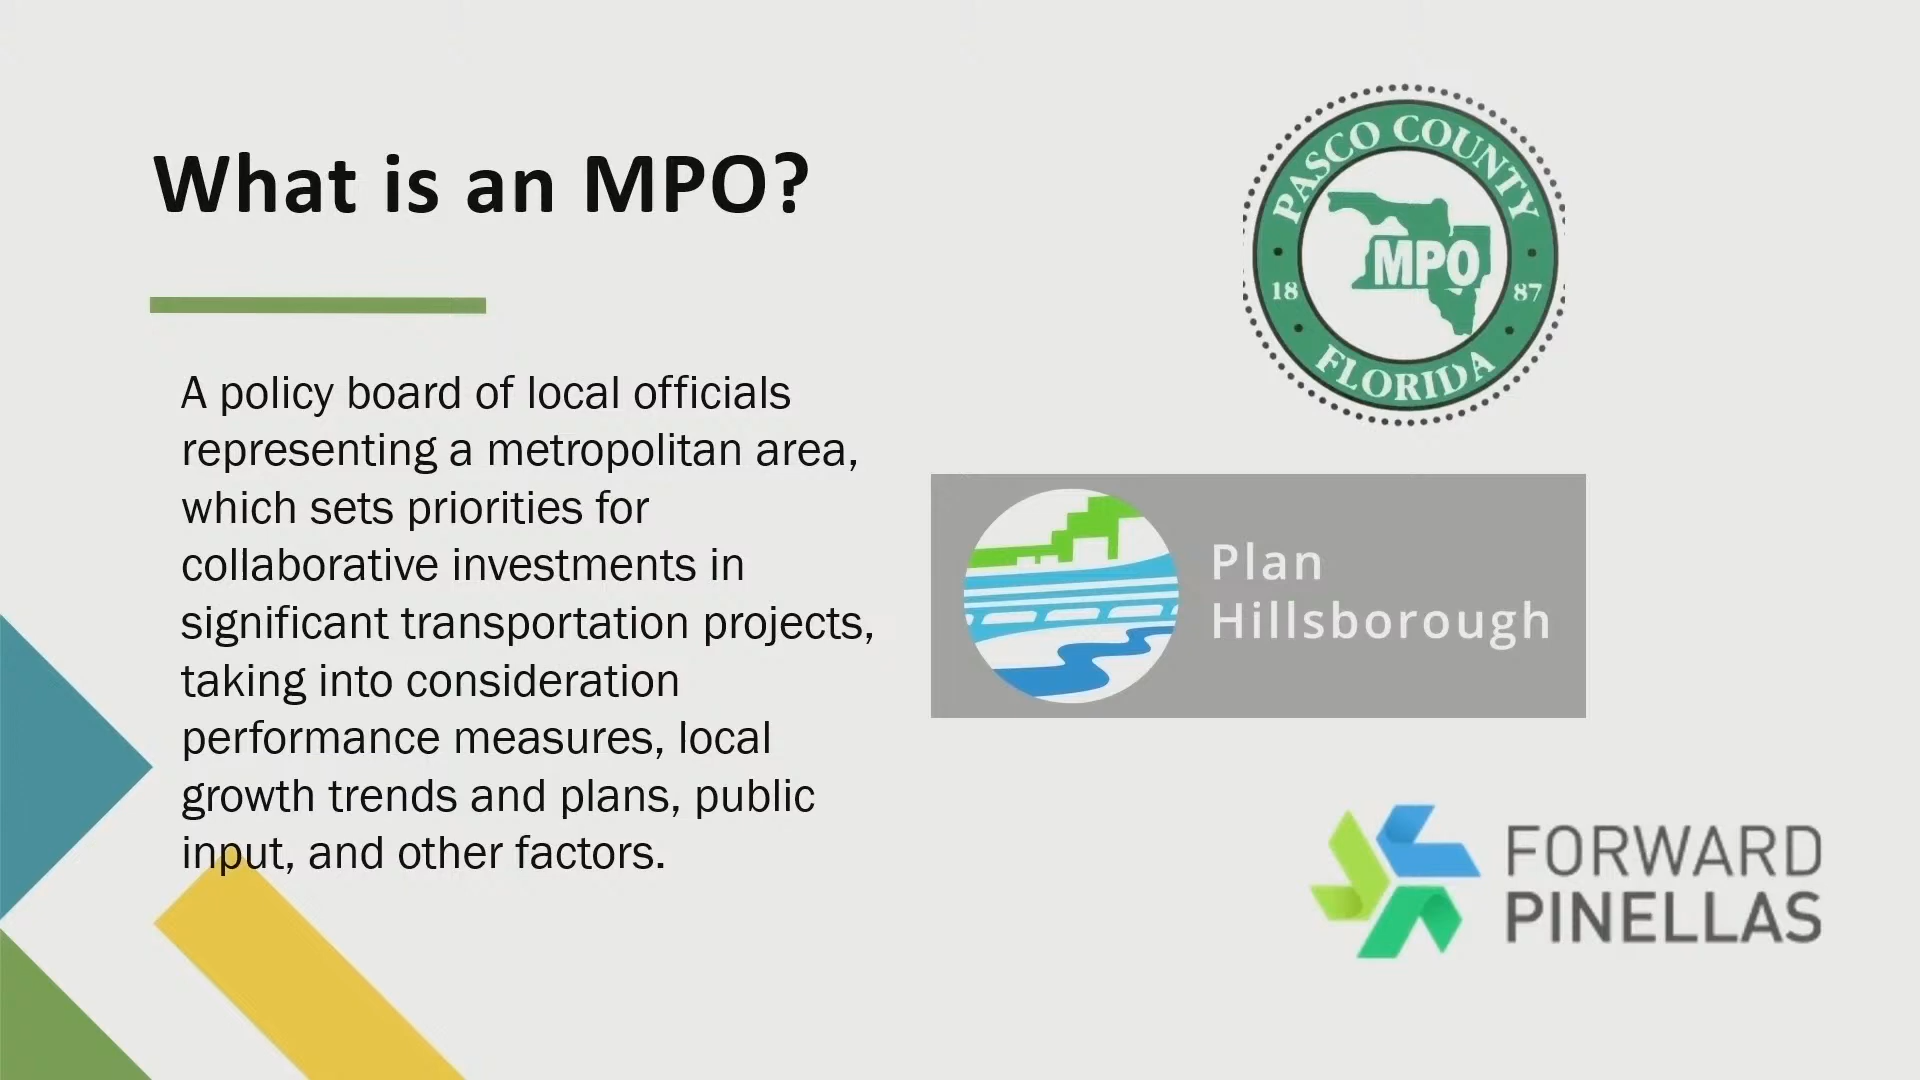 What is an MPO?
A policy board of local officials
representing a metropolitan area,
which sets priorities for
collaborative investments in
significant transportation projects,
taking into consideration
performance measures, local
growth trends and plans, public
input, and other factors.
PASCO COUNTY
MPO
18 87
FLORIDA
Plan
Hillsborough
FORWARD
PINELLAS